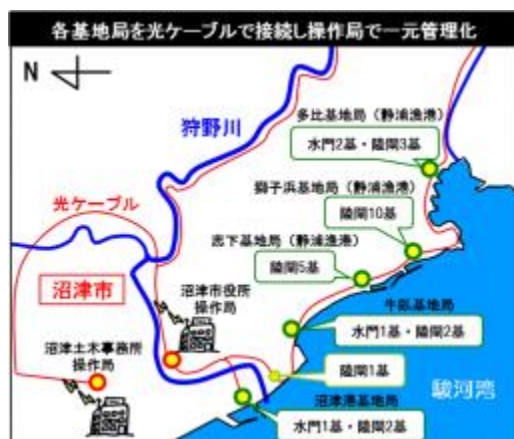 各基地局を光ケーブルで接続し操作局で一元管理化
N
多比基地局（静浦漁港）
水門2基・陸閘3基
狩野川
獅子浜基地局（静浦漁港）
陸閘10基
光ケーブル
志下基地局（静浦漁港）
陸閘5基
沼津市
沼津市役所
操作局
牛臥基地局
水門1基・陸閘2基
沼津土木事務所
操作局
陸閘1基
駿河湾
沼津港基地局
水門1基・陸閘2基